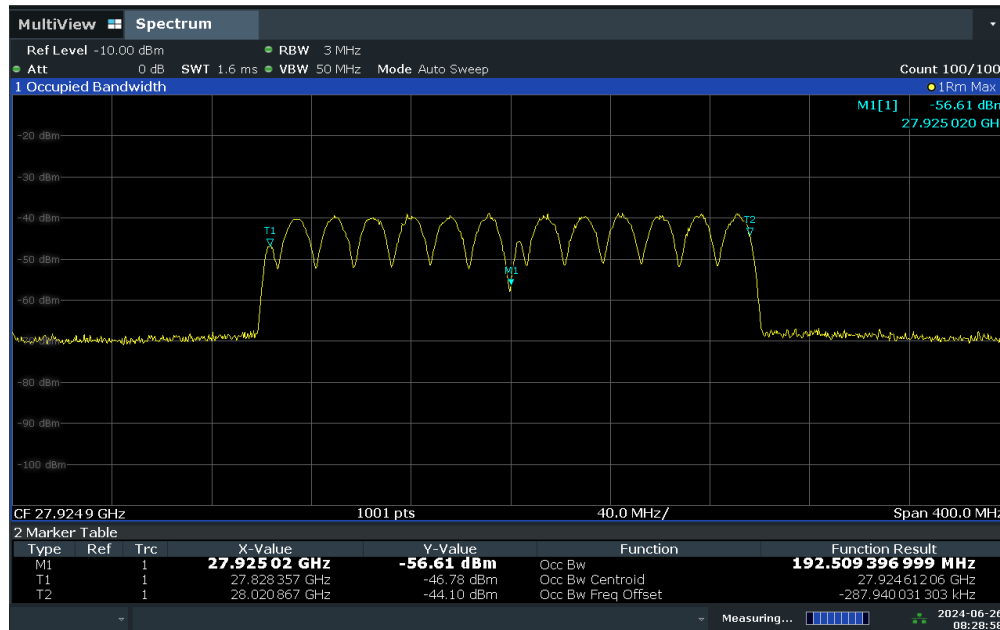 MultiView Spectrum
Ref Level -10.00 dBm RBW 3 MHz
Att 0 dB SWT 1.6 ms VBW 50 MHz Mode Auto Sweep Count 100/100
1 Occupied Bandwidth 1Rm Max
M1[1] -56.61 dBm
27.925 020 GH
-20 dBm
-30 dBm
-40 dBm
T1
T2
-50 dBm
M1
-60 dBm
-80 dBm
-90 dBm
-100 dBm
CF 27.9249 GHz 1001 pts 40.0 MHz/ Span 400.0 MHz
2 Marker Table
Type Ref Trc X-Value Y-Value Function Function Result
M1 1 27.925 02 GHz -56.61 dBm Occ Bw 192.509 396 999 MHz
T1 1 27.828 357 GHz -46.78 dBm Occ Bw Centroid 27.924 612 06 GHz
T2 1 28.020 867 GHz -44.10 dBm Occ Bw Freq Offset -287.940 031 303 kHz
Measuring... 2024-06-26
08:28:58